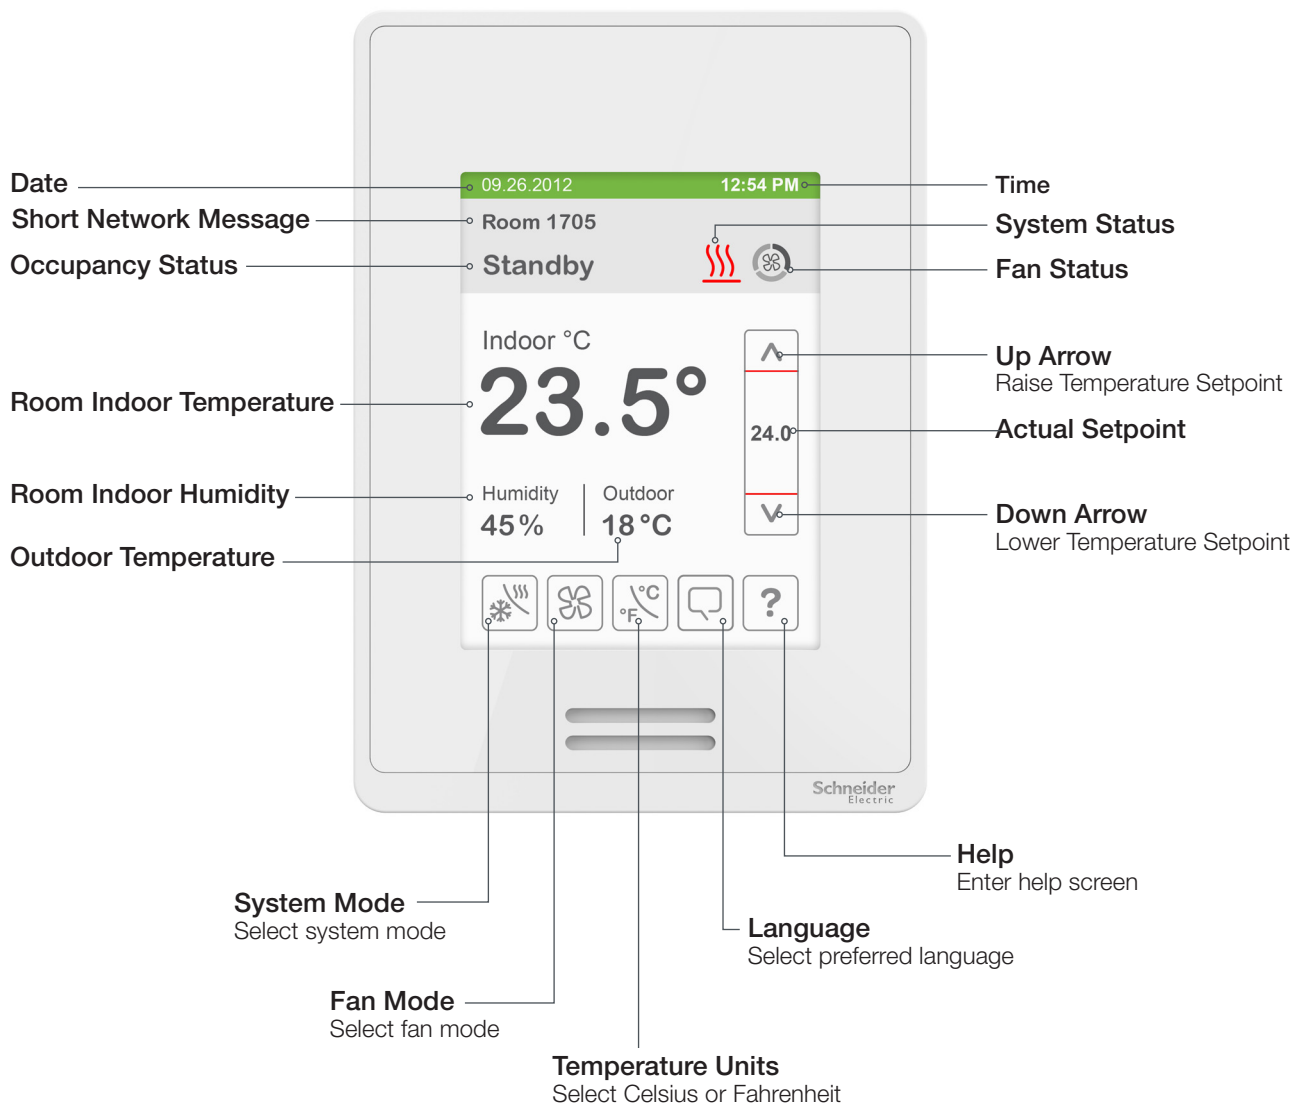 Date
09.26.2012
12:54 PM
Time
Short Network Message
Room 1705
System Status
Occupancy Status
Standby
Fan Status
Indoor °C
Up Arrow
Raise Temperature Setpoint
Room Indoor Temperature
23.5°
24.0
Actual Setpoint
Room Indoor Humidity
Humidity
Outdoor
45%
18°C
Down Arrow
Lower Temperature Setpoint
Outdoor Temperature
°C
°F
?
Schneider
Electric
Help
Enter help screen
System Mode
Select system mode
Language
Select preferred language
Fan Mode
Select fan mode
Temperature Units
Select Celsius or Fahrenheit